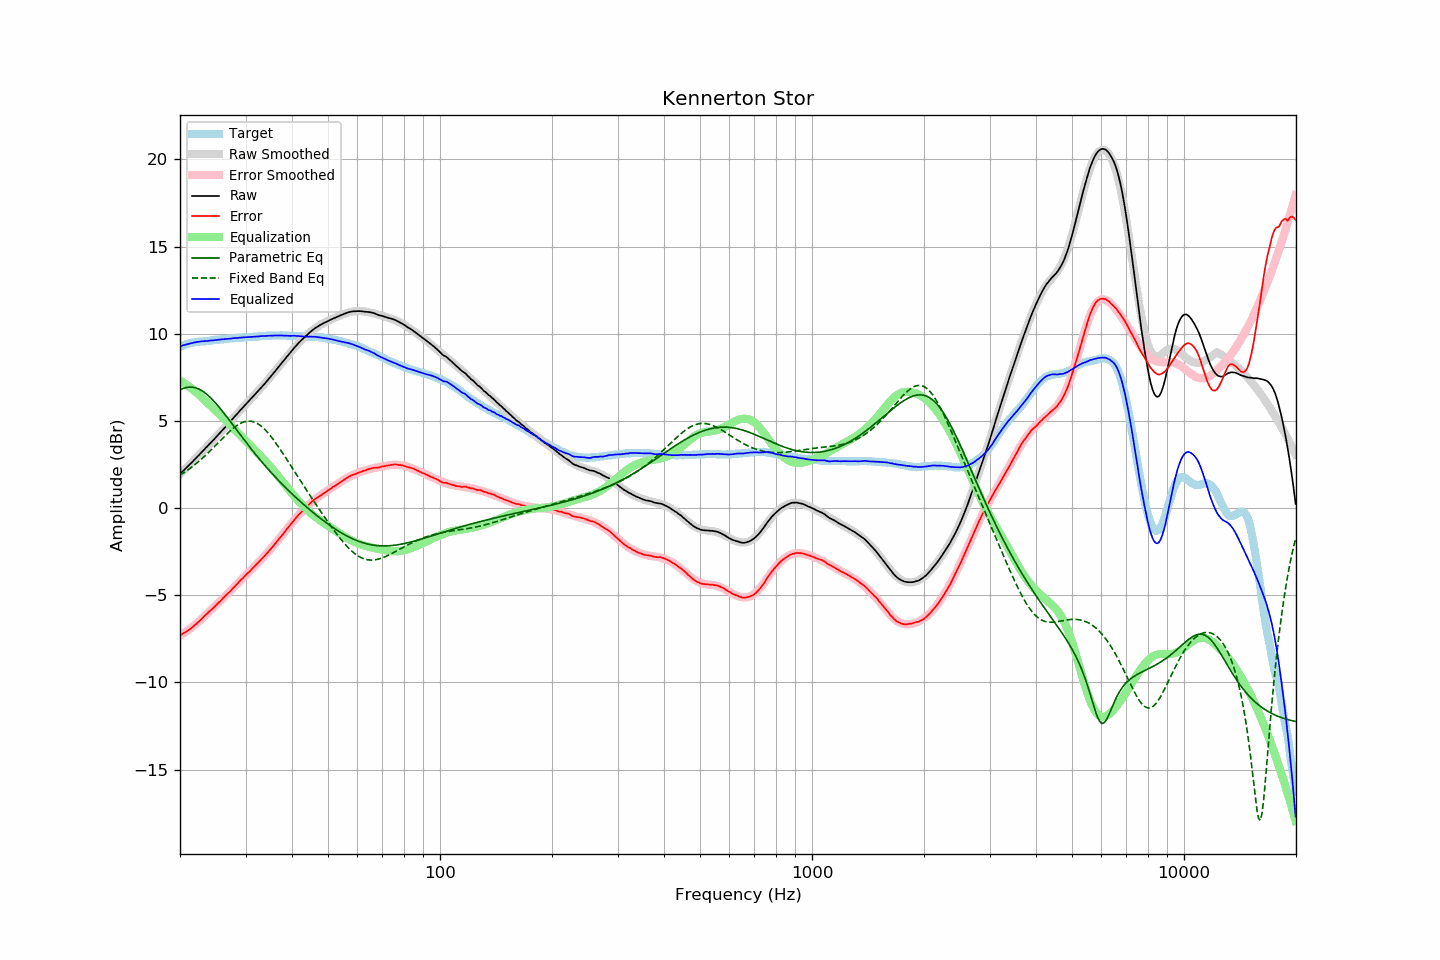 Kennerton Stor
Target
Raw Smoothed
Error Smoothed
Raw
Error
Equalization
Parametric Eq
Fixed Band Eq
Equalized
20
15
10
5
0
−5
−10
−15
Amplitude (dBr)
100
1000
10000
Frequency (Hz)